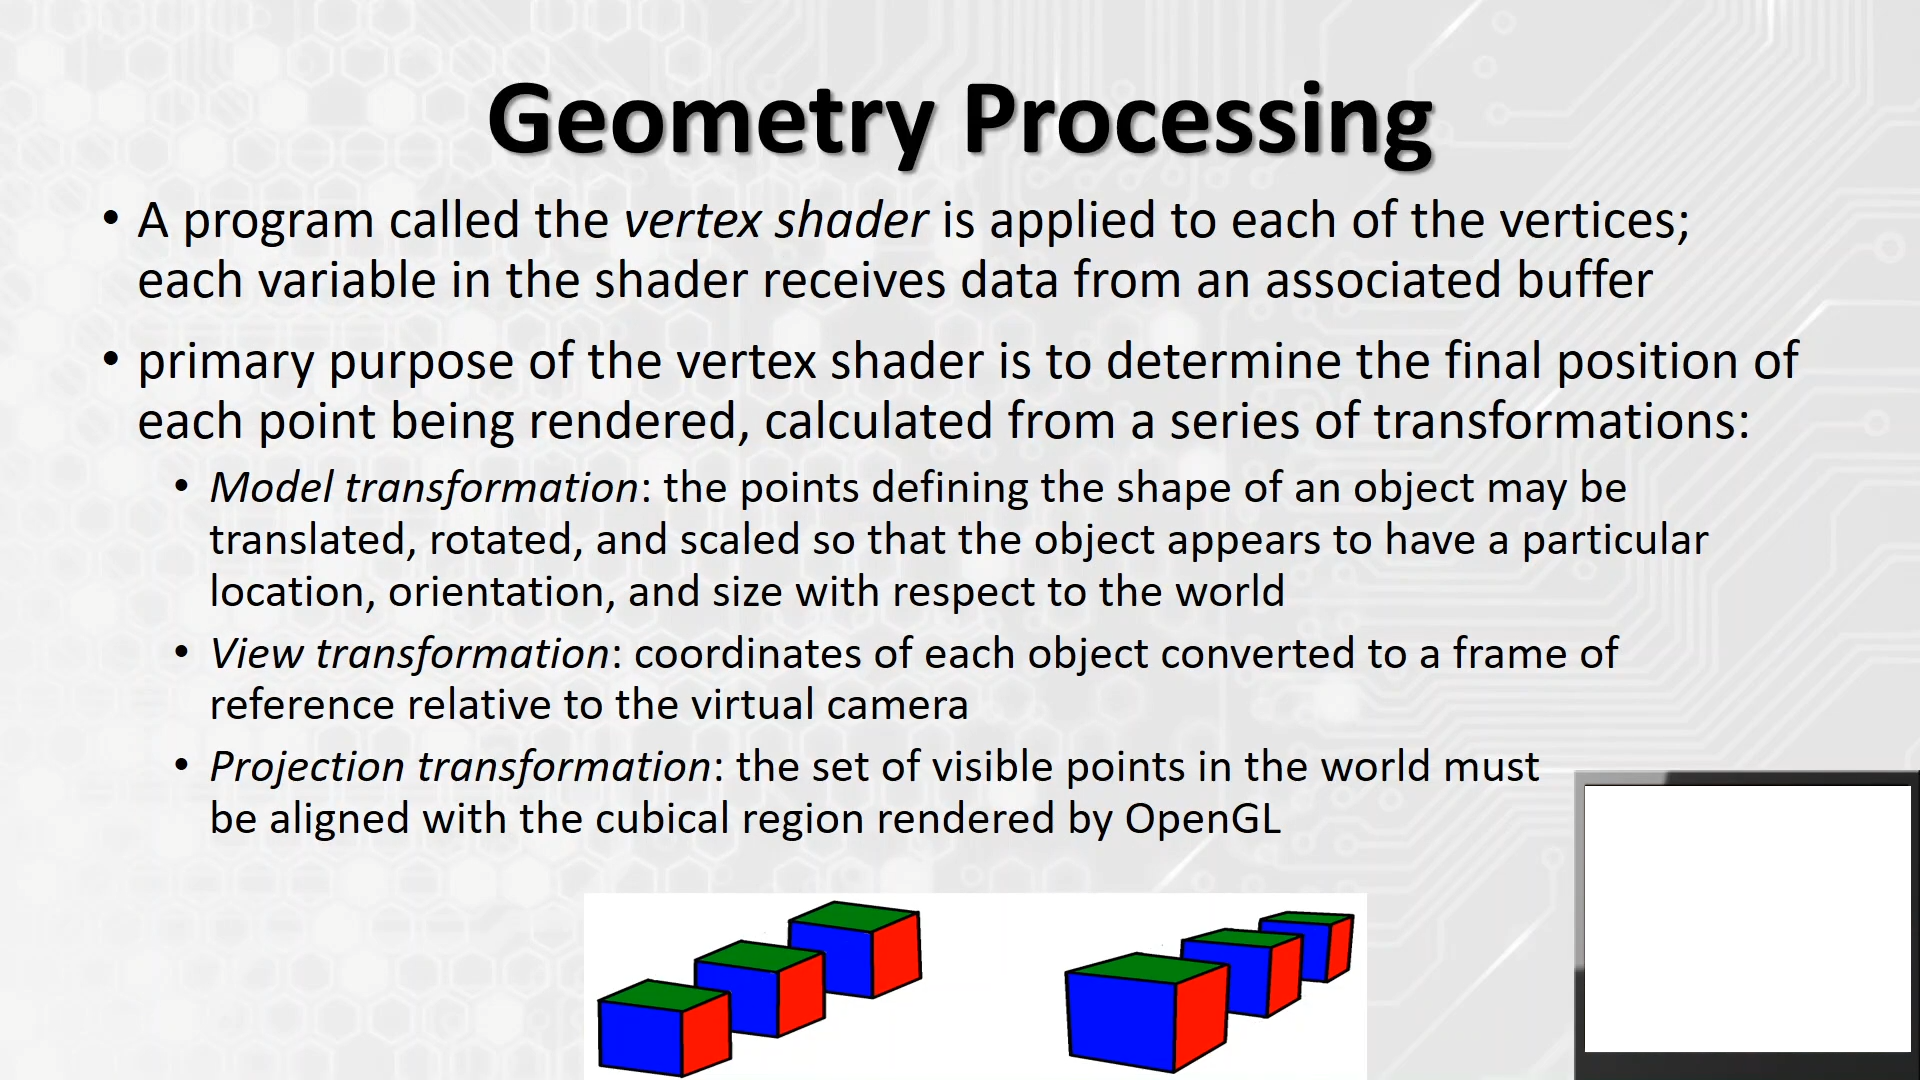 Geometry Processing
• A program called the vertex shader is applied to each of the vertices;
each variable in the shader receives data from an associated buffer
• primary purpose of the vertex shader is to determine the final position of
each point being rendered, calculated from a series of transformations:
• Model transformation: the points defining the shape of an object may be
translated, rotated, and scaled so that the object appears to have a particular
location, orientation, and size with respect to the world
• View transformation: coordinates of each object converted to a frame of
reference relative to the virtual camera
• Projection transformation: the set of visible points in the world must
be aligned with the cubical region rendered by OpenGL